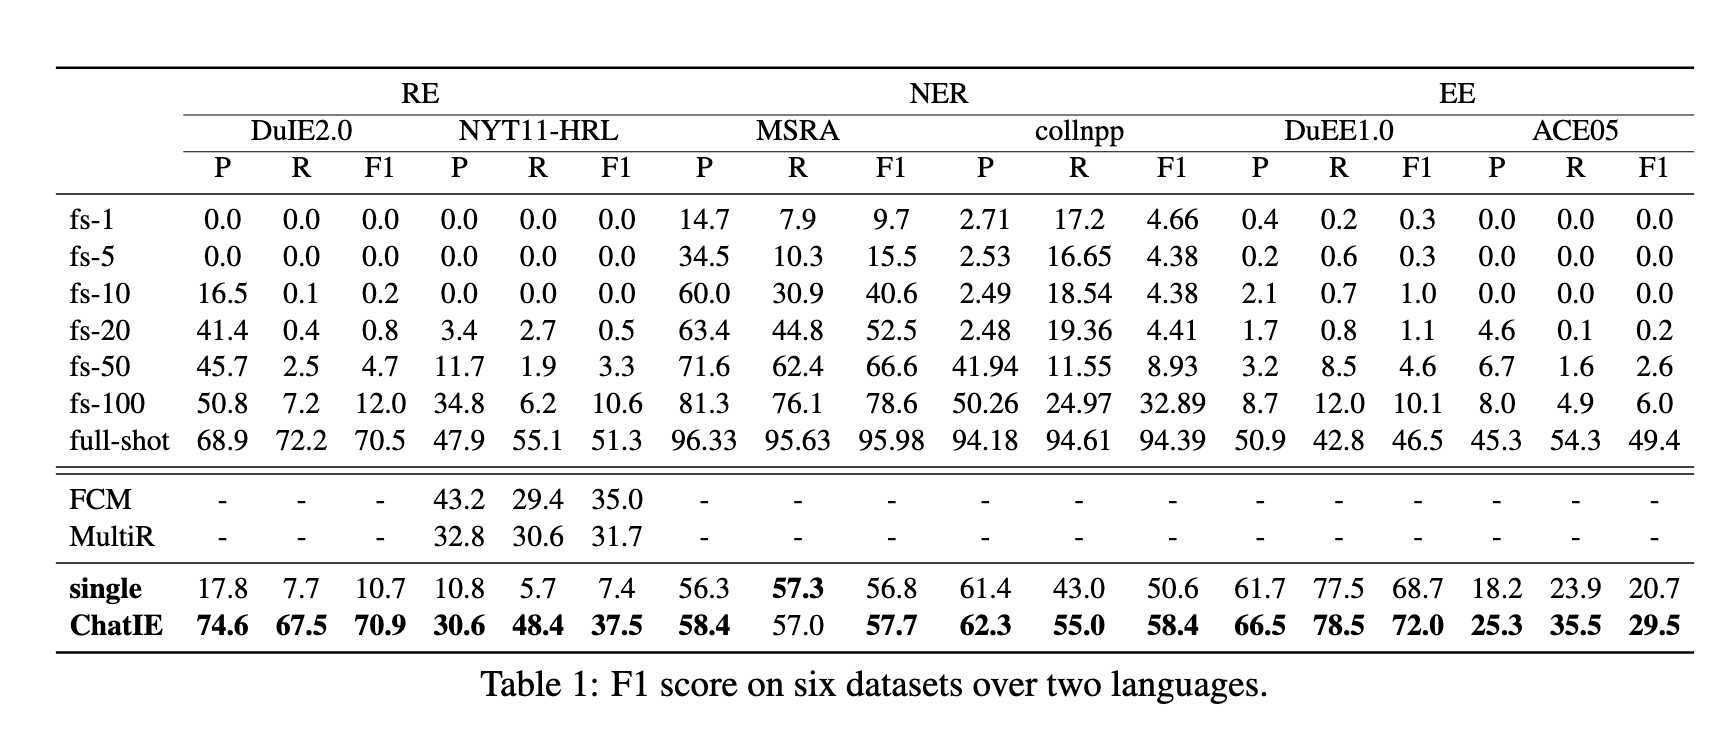 RE NER EE
DuIE2.0 NYT11-HRL MSRA collnpp DuEE1.0 ACE05
P R F1 P R F1 P R F1 P R F1 P R F1 P R F1
fs-1 0.0 0.0 0.0 0.0 0.0 0.0 14.7 7.9 9.7 2.71 17.2 4.66 0.4 0.2 0.3 0.0 0.0 0.0
fs-5 0.0 0.0 0.0 0.0 0.0 0.0 34.5 10.3 15.5 2.53 16.65 4.38 0.2 0.6 0.3 0.0 0.0 0.0
fs-10 16.5 0.1 0.2 0.0 0.0 0.0 60.0 30.9 40.6 2.49 18.54 4.38 2.1 0.7 1.0 0.0 0.0 0.0
fs-20 41.4 0.4 0.8 3.4 2.7 0.5 63.4 44.8 52.5 2.48 19.36 4.41 1.7 0.8 1.1 4.6 0.1 0.2
fs-50 45.7 2.5 4.7 11.7 1.9 3.3 71.6 62.4 66.6 41.94 11.55 8.93 3.2 8.5 4.6 6.7 1.6 2.6
fs-100 50.8 7.2 12.0 34.8 6.2 10.6 81.3 76.1 78.6 50.26 24.97 32.89 8.7 12.0 10.1 8.0 4.9 6.0
full-shot 68.9 72.2 70.5 47.9 55.1 51.3 96.33 95.63 95.98 94.18 94.61 94.39 50.9 42.8 46.5 45.3 54.3 49.4
FCM - - - 43.2 29.4 35.0 - - - - - - - - - - - -
MultiR - - - 32.8 30.6 31.7 - - - - - - - - - - - -
single 17.8 7.7 10.7 10.8 5.7 7.4 56.3 57.3 56.8 61.4 43.0 50.6 61.7 77.5 68.7 18.2 23.9 20.7
ChatIE 74.6 67.5 70.9 30.6 48.4 37.5 58.4 57.0 57.7 62.3 55.0 58.4 66.5 78.5 72.0 25.3 35.5 29.5
Table 1: F1 score on six datasets over two languages.